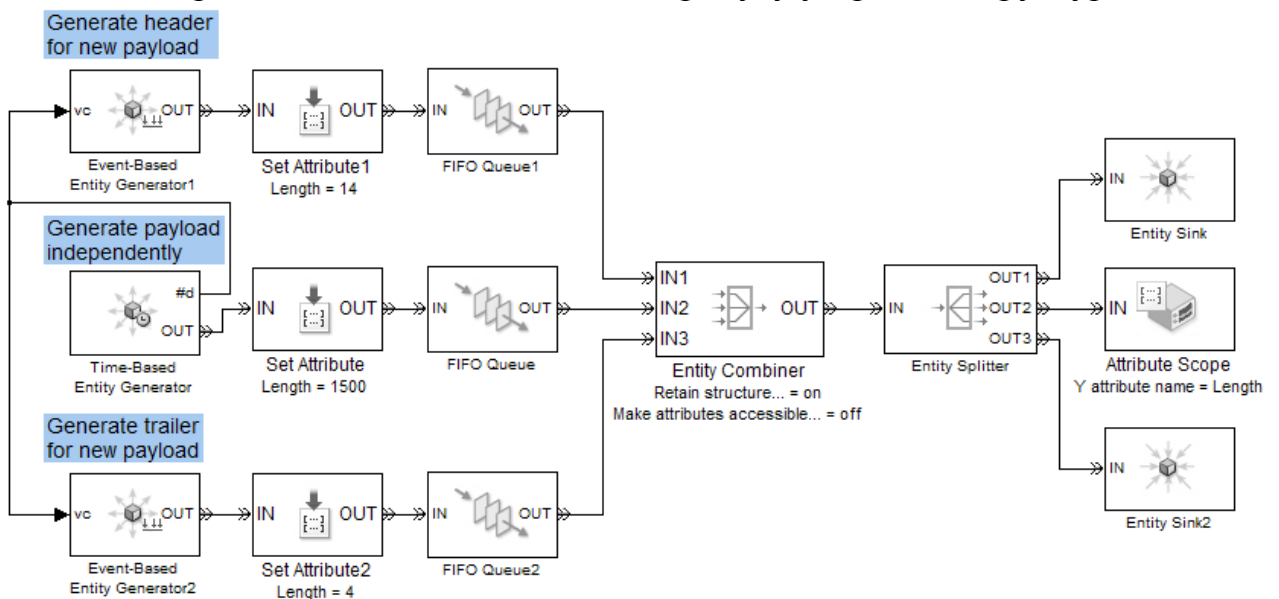 Generate header
for new payload
vc
OUT
Event-Based
Entity Generator1
IN
OUT
Set Attribute1
Length = 14
IN
OUT
FIFO Queue1
Generate payload
independently
#d
OUT
Time-Based
Entity Generator
IN
OUT
Set Attribute
Length = 1500
IN
OUT
FIFO Queue
Generate trailer
for new payload
vc
OUT
Event-Based
Entity Generator2
IN
OUT
Set Attribute2
Length = 4
IN
OUT
FIFO Queue2
IN1
IN2
IN3
OUT
Entity Combiner
Retain structure... = on
Make attributes accessible... = off
IN
OUT1
OUT2
OUT3
Entity Splitter
IN
Entity Sink
IN
Attribute Scope
Y attribute name = Length
IN
Entity Sink2